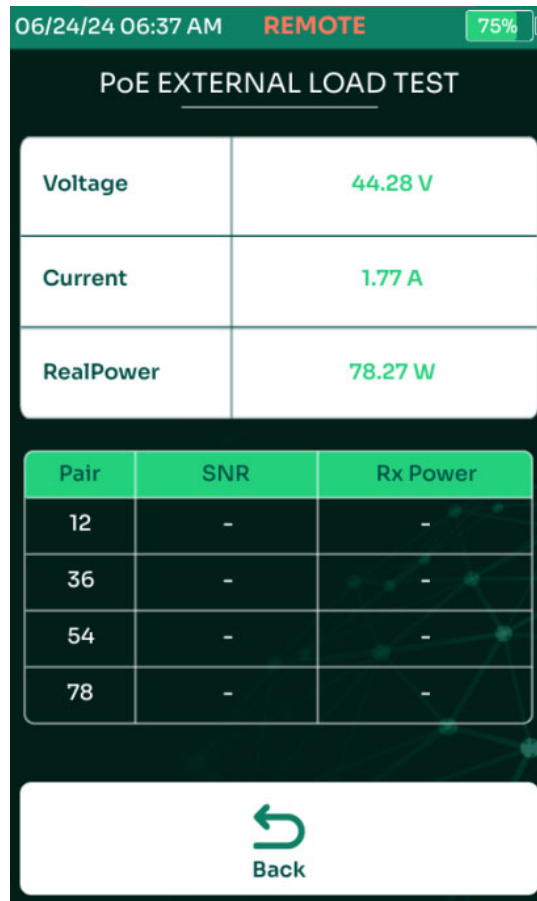 06/24/24 06:37 AM REMOTE 75%
PoE EXTERNAL LOAD TEST
Voltage 44.28 V
Current 1.77 A
RealPower 78.27 W
Pair SNR Rx Power
12 - -
36 - -
54 - -
78 - -
Back